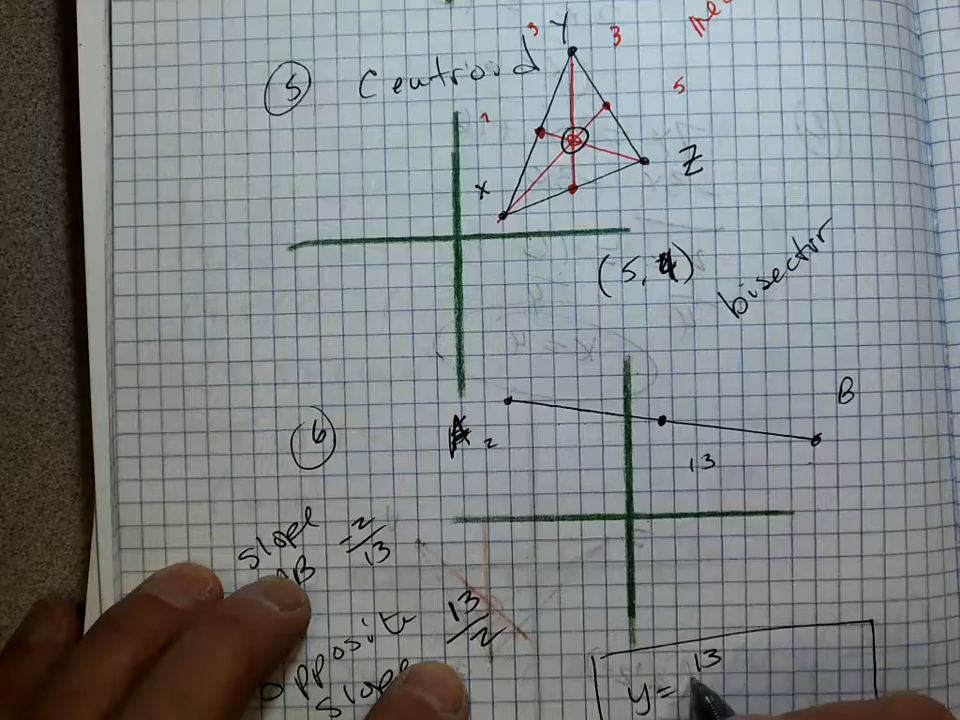 5 Centroid
Y
3
3
5
X
Z
(5, 4)
bisector
6
A
2
13
B
slope
AB
-2/13
opposite
slope
13/2
y = 13